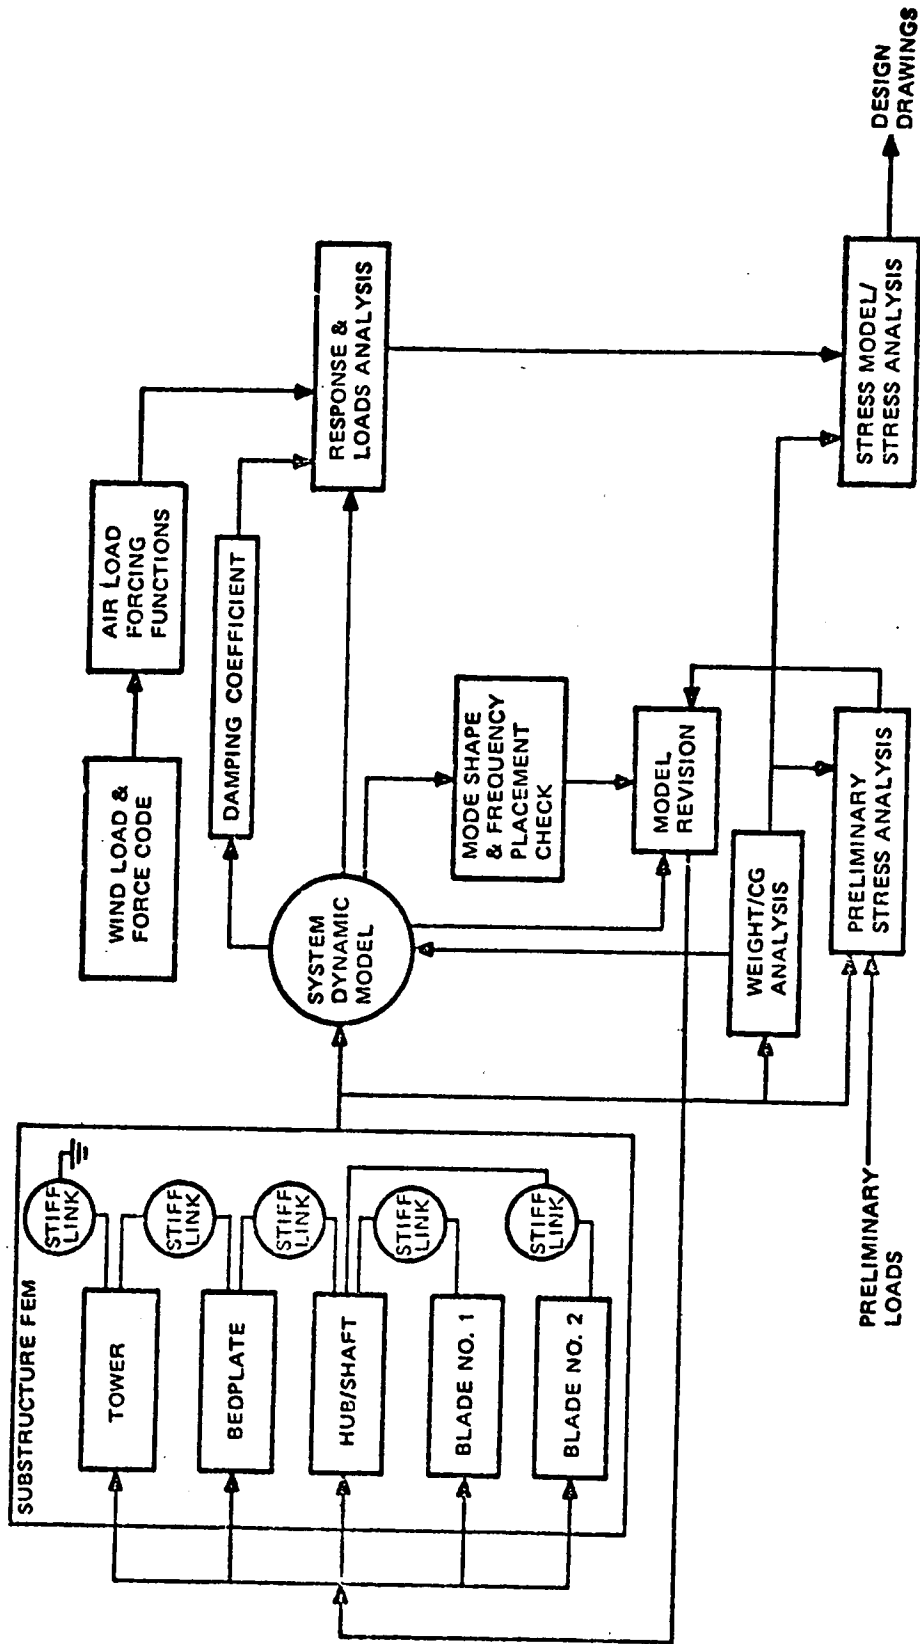 SUBSTRUCTURE FEM
TOWER
BEDPLATE
HUB/SHAFT
BLADE NO. 1
BLADE NO. 2
STIFF
LINK
STIFF
LINK
STIFF
LINK
STIFF
LINK
STIFF
LINK
PRELIMINARY
LOADS
WIND LOAD &
FORCE CODE
AIR LOAD
FORCING
FUNCTIONS
DAMPING COEFFICIENT
SYSTEM
DYNAMIC
MODEL
RESPONSE &
LOADS ANALYSIS
MODE SHAPE
& FREQUENCY
PLACEMENT
CHECK
MODEL
REVISION
WEIGHT/CG
ANALYSIS
PRELIMINARY
STRESS ANALYSIS
STRESS MODEL/
STRESS ANALYSIS
DESIGN
DRAWINGS